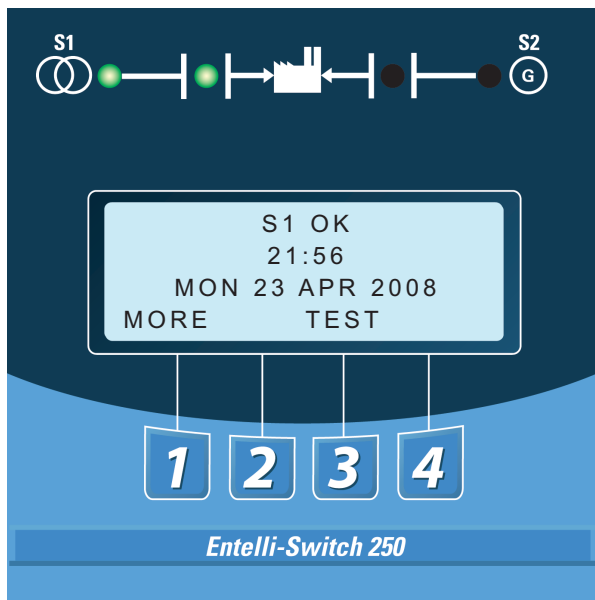 S1
S2
G
S1 OK
21:56
MON 23 APR 2008
MORE TEST
1 2 3 4
Entelli-Switch 250